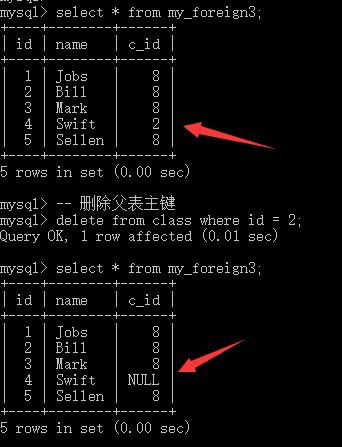 mysql>
mysql> select * from my_foreign3;
+----+--------+------+
| id | name   | c_id |
+----+--------+------+
|  1 | Jobs   |    8 |
|  2 | Bill   |    8 |
|  3 | Mark   |    8 |
|  4 | Swift  |    2 |
|  5 | Sellen |    8 |
+----+--------+------+
5 rows in set (0.00 sec)
mysql> -- 删除父表主键
mysql> delete from class where id = 2;
Query OK, 1 row affected (0.01 sec)
mysql> select * from my_foreign3;
+----+--------+------+
| id | name   | c_id |
+----+--------+------+
|  1 | Jobs   |    8 |
|  2 | Bill   |    8 |
|  3 | Mark   |    8 |
|  4 | Swift  | NULL |
|  5 | Sellen |    8 |
+----+--------+------+
5 rows in set (0.00 sec)